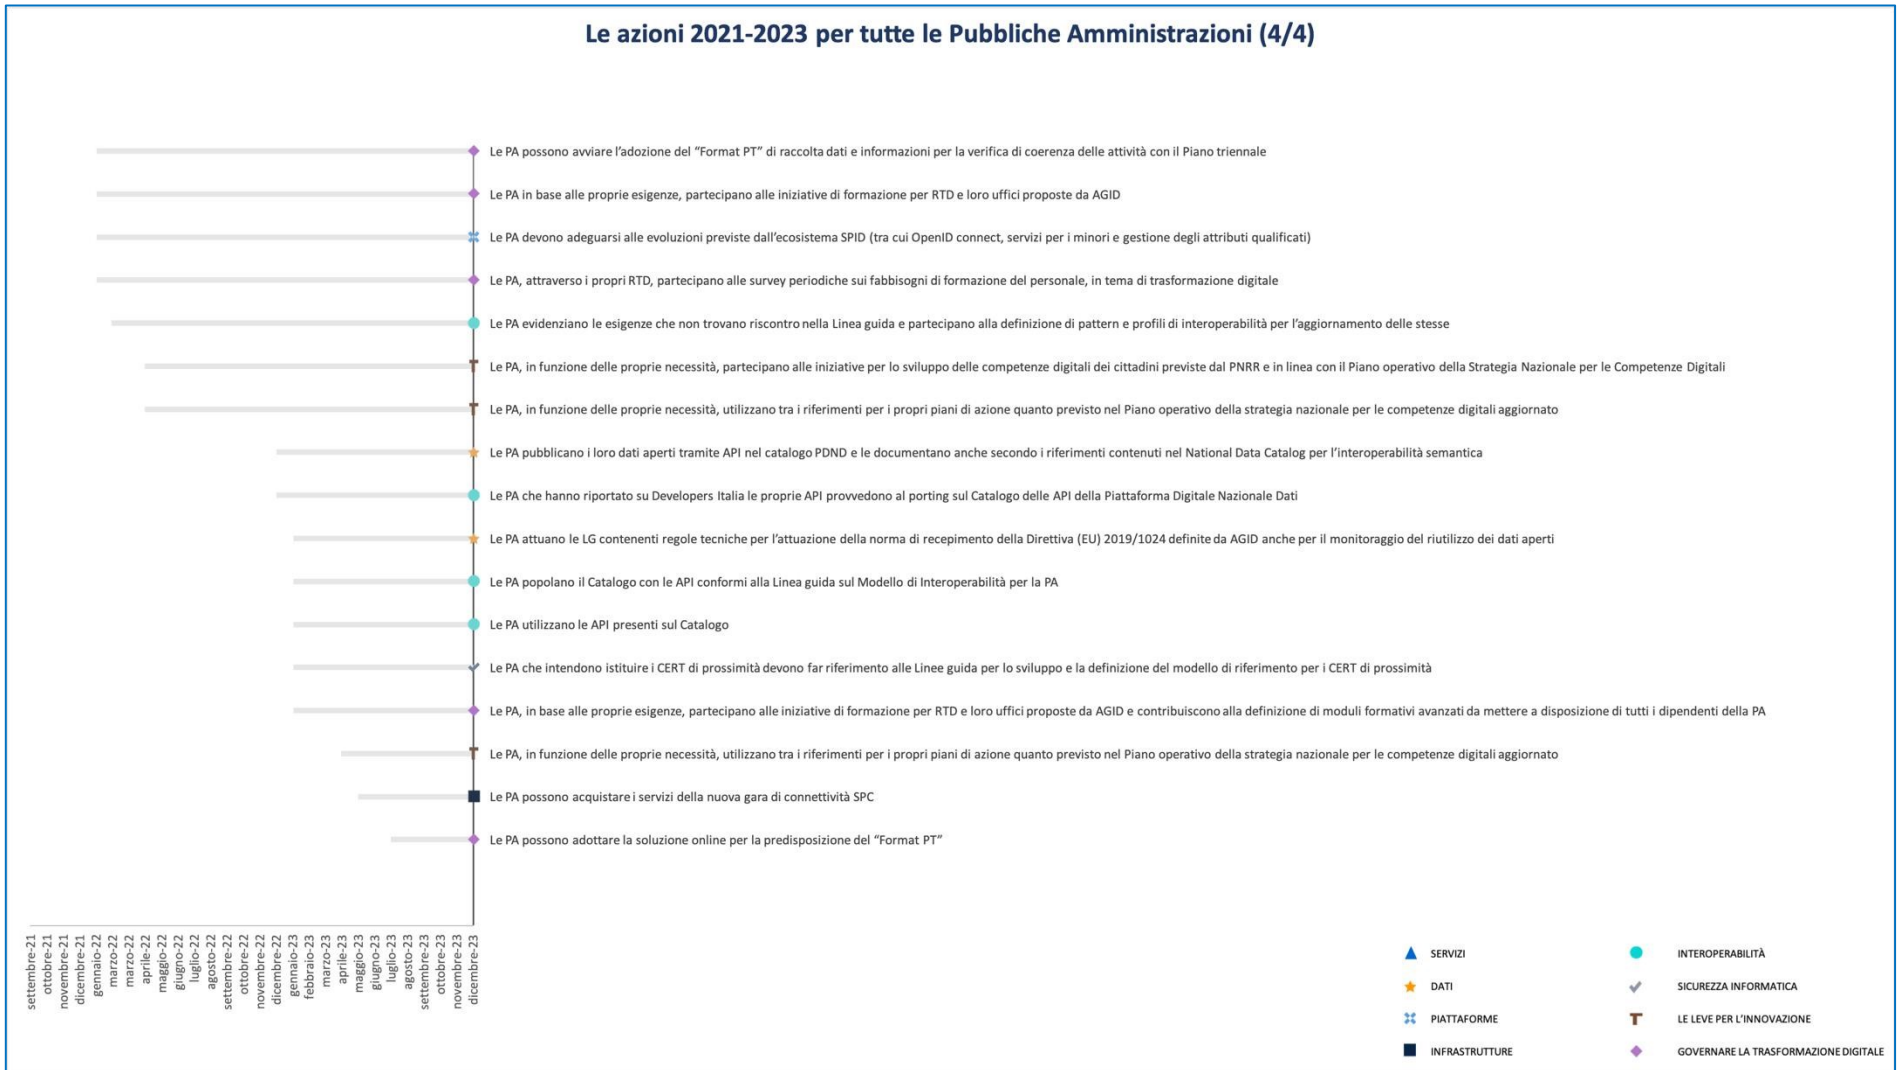 Le azioni 2021-2023 per tutte le Pubbliche Amministrazioni (4/4)
Le PA possono avviare l’adozione del “Format PT” di raccolta dati e informazioni per la verifica di coerenza delle attività con il Piano triennale
Le PA in base alle proprie esigenze, partecipano alle iniziative di formazione per RTD e loro uffici proposte da AGID
Le PA devono adeguarsi alle evoluzioni previste dall’ecosistema SPID (tra cui OpenID connect, servizi per i minori e gestione degli attributi qualificati)
Le PA, attraverso i propri RTD, partecipano alle survey periodiche sui fabbisogni di formazione del personale, in tema di trasformazione digitale
Le PA evidenziano le esigenze che non trovano riscontro nella Linea guida e partecipano alla definizione di pattern e profili di interoperabilità per l’aggiornamento delle stesse
Le PA, in funzione delle proprie necessità, partecipano alle iniziative per lo sviluppo delle competenze digitali dei cittadini previste dal PNRR e in linea con il Piano operativo della Strategia Nazionale per le Competenze Digitali
Le PA, in funzione delle proprie necessità, utilizzano tra i riferimenti per i propri piani di azione quanto previsto nel Piano operativo della strategia nazionale per le competenze digitali aggiornato
Le PA pubblicano i loro dati aperti tramite API nel catalogo PDND e le documentano anche secondo i riferimenti contenuti nel National Data Catalog per l’interoperabilità semantica
Le PA che hanno riportato su Developers Italia le proprie API provvedono al porting sul Catalogo delle API della Piattaforma Digitale Nazionale Dati
Le PA attuano le LG contenenti regole tecniche per l’attuazione della norma di recepimento della Direttiva (EU) 2019/1024 definite da AGID anche per il monitoraggio del riutilizzo dei dati aperti
Le PA popolano il Catalogo con le API conformi alla Linea guida sul Modello di Interoperabilità per la PA
Le PA utilizzano le API presenti sul Catalogo
Le PA che intendono istituire i CERT di prossimità devono far riferimento alle Linee guida per lo sviluppo e la definizione del modello di riferimento per i CERT di prossimità
Le PA, in base alle proprie esigenze, partecipano alle iniziative di formazione per RTD e loro uffici proposte da AGID e contribuiscono alla definizione di moduli formativi avanzati da mettere a disposizione di tutti i dipendenti della PA
Le PA, in funzione delle proprie necessità, utilizzano tra i riferimenti per i propri piani di azione quanto previsto nel Piano operativo della strategia nazionale per le competenze digitali aggiornato
Le PA possono acquistare i servizi della nuova gara di connettività SPC
Le PA possono adottare la soluzione online per la predisposizione del “Format PT”
settembre-21
ottobre-21
novembre-21
dicembre-21
gennaio-22
marzo-22
marzo-22
aprile-22
maggio-22
giugno-22
luglio-22
agosto-22
settembre-22
ottobre-22
novembre-22
dicembre-22
gennaio-23
febbraio-23
marzo-23
aprile-23
maggio-23
giugno-23
luglio-23
agosto-23
settembre-23
ottobre-23
novembre-23
dicembre-23
SERVIZI
DATI
PIATTAFORME
INFRASTRUTTURE
INTEROPERABILITÀ
SICUREZZA INFORMATICA
LE LEVE PER L’INNOVAZIONE
GOVERNARE LA TRASFORMAZIONE DIGITALE